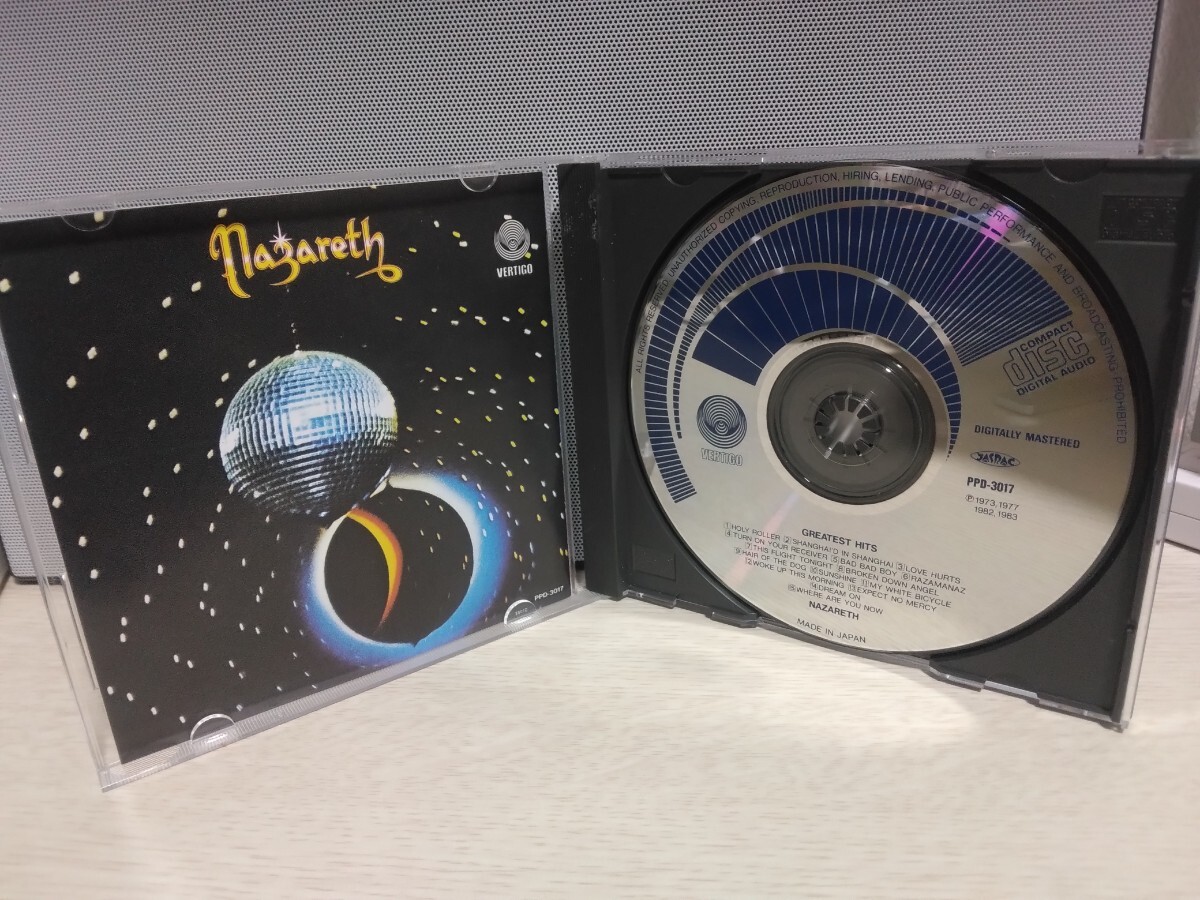 Nazareth
VERTIGO
PPD-3017
ALL RIGHTS RESERVED. UNAUTHORIZED COPYING, REPRODUCTION, HIRING, LENDING, PUBLIC PERFORMANCE AND BROADCASTING PROHIBITED
COMPACT
disc
DIGITAL AUDIO
VERTIGO
DIGITALLY MASTERED
JASRAC
PPD-3017
Ⓟ1973, 1977
1982, 1983
GREATEST HITS
①HOLY ROLLER ②SHANGHAI'D IN SHANGHAI ③LOVE HURTS
④TURN ON YOUR RECEIVER ⑤BAD BAD BOY ⑥RAZAMANAZ
⑦THIS FLIGHT TONIGHT ⑧BROKEN DOWN ANGEL
⑨HAIR OF THE DOG ⑩SUNSHINE ⑪MY WHITE BICYCLE
⑫WOKE UP THIS MORNING ⑬EXPECT NO MERCY
⑭DREAM ON
⑮WHERE ARE YOU NOW
NAZARETH
MADE IN JAPAN